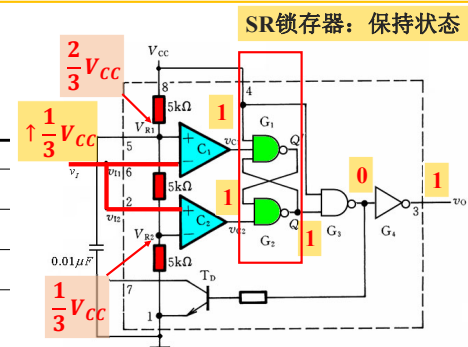 SR锁存器：保持状态
2/3 V_CC
V_CC
8
4
1
5kΩ
G₁
V_R1
C₁
Q'
↑1/3 V_CC
5
v_C1
v_I
v_I1
6
5kΩ
1
0
1
2
v_I2
C₂
v_C2
G₂
Q
1
G₃
G₄
3
v_O
V_R2
5kΩ
0.01μF
T_D
1/3 V_CC
7
1